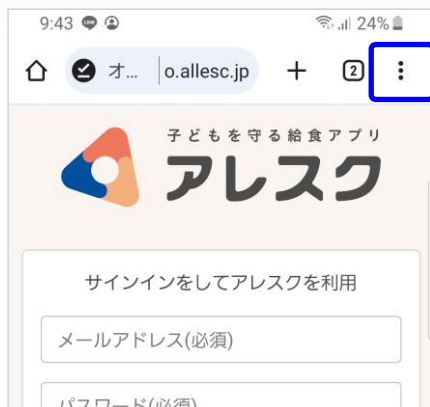 9:43 24%
オ... o.allesc.jp 2
子どもを守る給食アプリ
アレスク
サインインをしてアレスクを利用
メールアドレス(必須)
パスワード(必須)